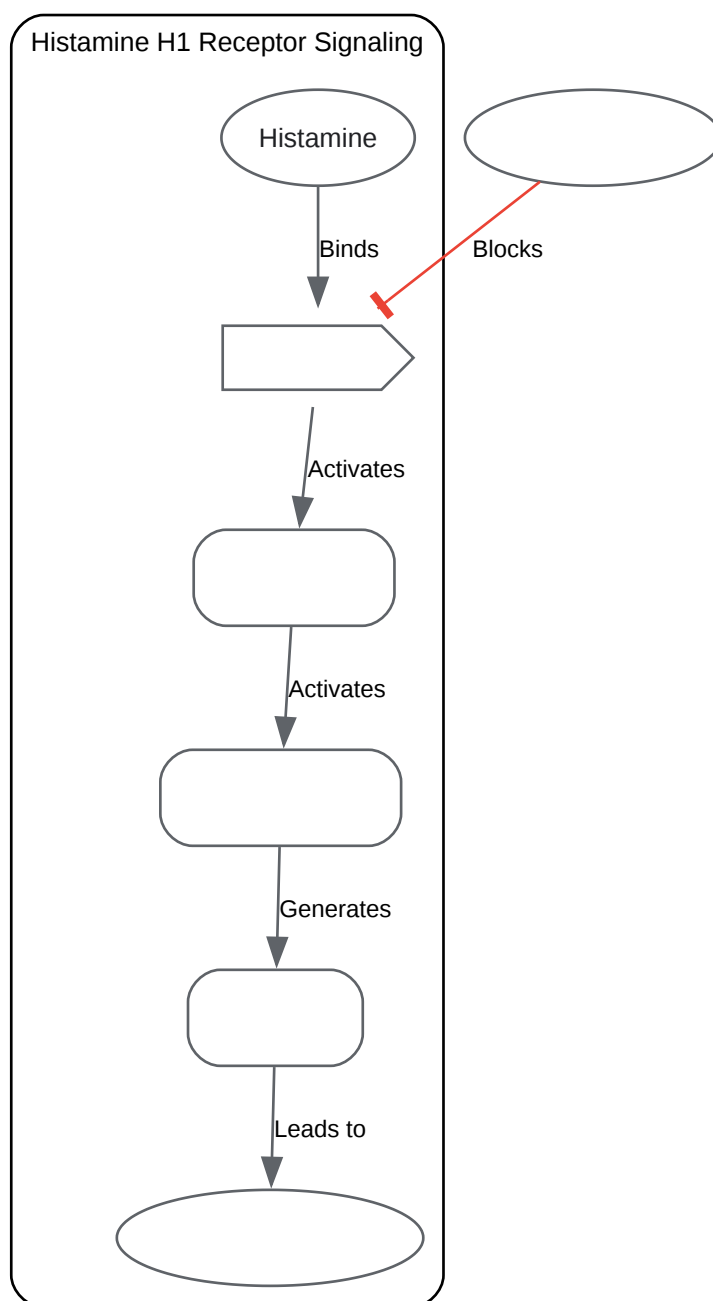 Histamine H1 Receptor Signaling
Histamine
Binds
Blocks
Activates
Activates
Generates
Leads to